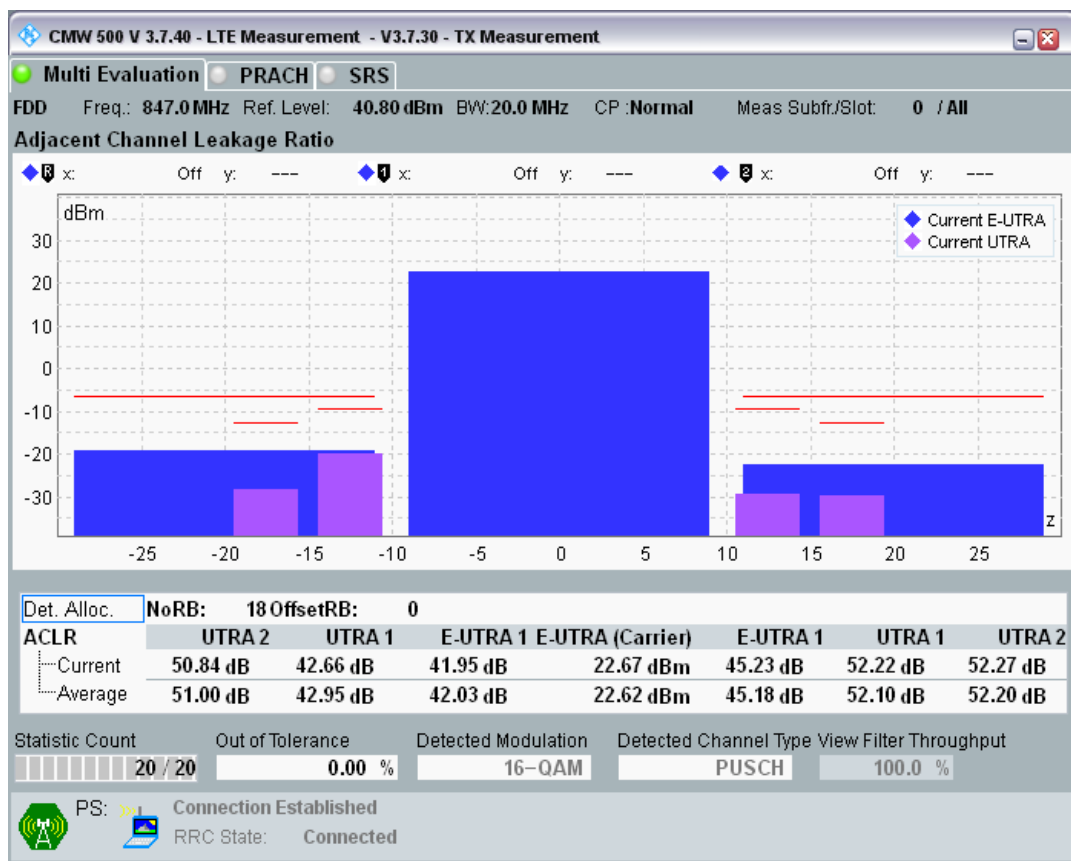 CMW 500 V 3.7.40 - LTE Measurement - V3.7.30 - TX Measurement
Multi Evaluation PRACH SRS
FDD Freq.: 847.0 MHz Ref. Level: 40.80 dBm BW:20.0 MHz CP :Normal Meas Subfr./Slot: 0 / All
Adjacent Channel Leakage Ratio
R x: Off y: --- 1 x: Off y: --- 2 x: Off y: ---
dBm
Current E-UTRA
Current UTRA
30
20
10
0
-10
-20
-30
z
-25 -20 -15 -10 -5 0 5 10 15 20 25
Det. Alloc. NoRB: 18 OffsetRB: 0
ACLR UTRA 2 UTRA 1 E-UTRA 1 E-UTRA (Carrier) E-UTRA 1 UTRA 1 UTRA 2
Current 50.84 dB 42.66 dB 41.95 dB 22.67 dBm 45.23 dB 52.22 dB 52.27 dB
Average 51.00 dB 42.95 dB 42.03 dB 22.62 dBm 45.18 dB 52.10 dB 52.20 dB
Statistic Count Out of Tolerance Detected Modulation Detected Channel Type View Filter Throughput
20 / 20 0.00 % 16-QAM PUSCH 100.0 %
PS: Connection Established
RRC State: Connected